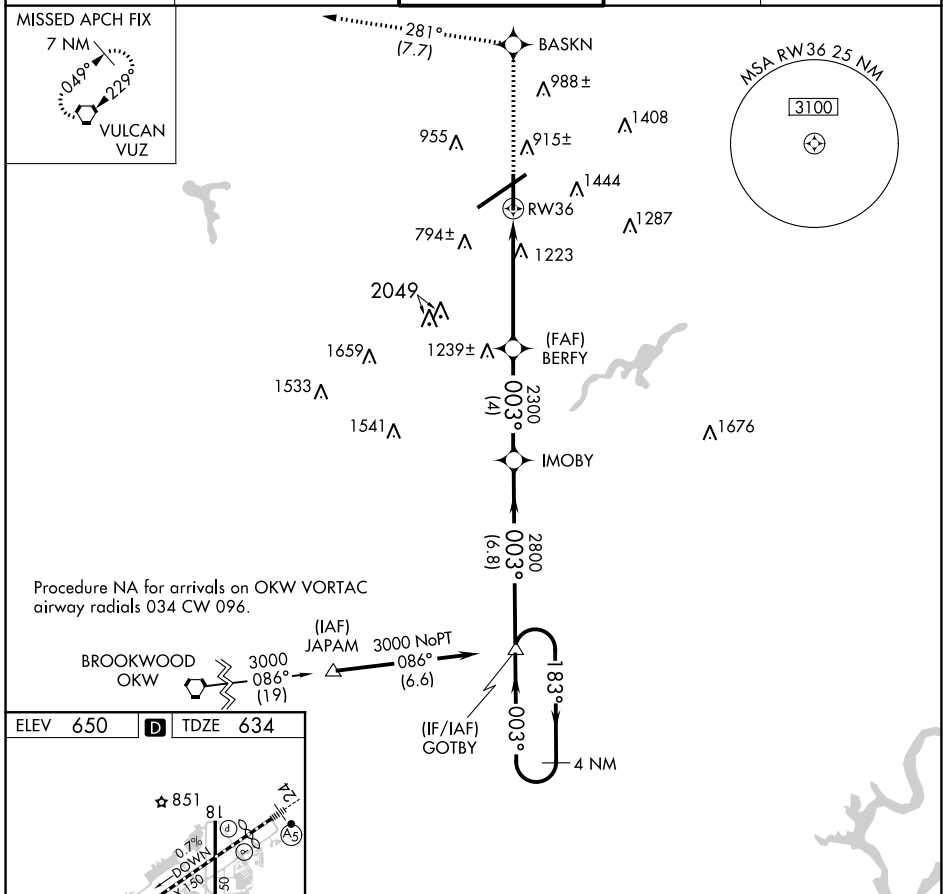 MISSED APCH FIX
7 NM
049°
229°
VULCAN
VUZ
281°
(7.7)
BASKN
988±
955
915±
1408
1444
RW36
1287
794±
1223
2049
1659
1239±
(FAF)
BERFY
1533
1541
2300
003°
(4)
1676
IMOBY
2800
003°
(6.8)
MSA RW36 25 NM
3100
Procedure NA for arrivals on OKW VORTAC
airway radials 034 CW 096.
(IAF)
JAPAM
3000 NoPT
086°
(6.6)
BROOKWOOD
OKW
3000
086°
(19)
(IF/IAF)
GOTBY
183°
003°
4 NM
ELEV 650
D
TDZE 634
851
18
24
P
P
A5
0.7%
DOWN
X 150
50